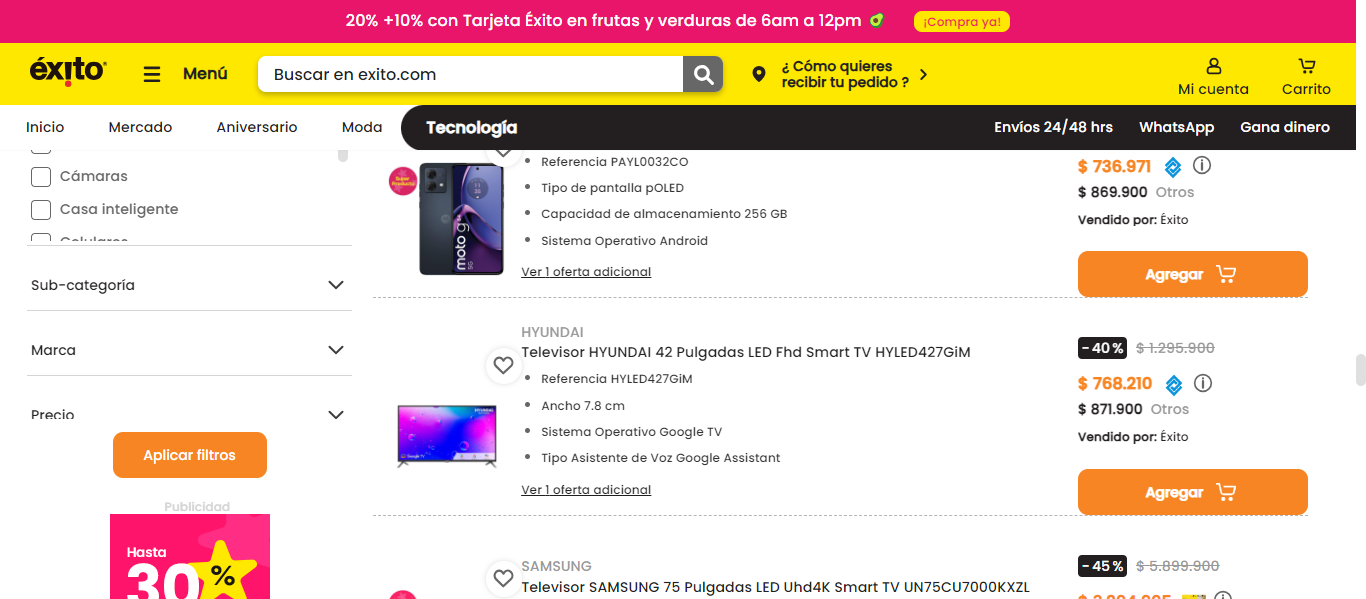 20% +10% con Tarjeta Éxito en frutas y verduras de 6am a 12pm
¡Compra ya!
éxito
Menú
Buscar en exito.com
¿ Cómo quieres
recibir tu pedido ?
Mi cuenta
Carrito
Inicio
Mercado
Aniversario
Moda
Tecnología
Envíos 24/48 hrs
WhatsApp
Gana dinero
Cámaras
Casa inteligente
Celulares
Sub-categoría
Marca
Precio
Aplicar filtros
Publicidad
Hasta
30%
Super
Producto
moto g84
5G
Referencia PAYL0032CO
Tipo de pantalla pOLED
Capacidad de almacenamiento 256 GB
Sistema Operativo Android
Ver 1 oferta adicional
$ 736.971
$ 869.900 Otros
Vendido por: Éxito
Agregar
HYUNDAI
Televisor HYUNDAI 42 Pulgadas LED Fhd Smart TV HYLED427GiM
Referencia HYLED427GiM
Ancho 7.8 cm
Sistema Operativo Google TV
Tipo Asistente de Voz Google Assistant
Ver 1 oferta adicional
-40% $ 1.295.900
$ 768.210
$ 871.900 Otros
Vendido por: Éxito
Agregar
SAMSUNG
Televisor SAMSUNG 75 Pulgadas LED Uhd4K Smart TV UN75CU7000KXZL
-45% $ 5.899.900